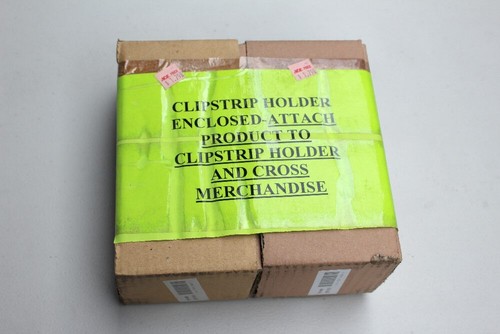 CLIPSTRIP HOLDER
ENCLOSED-ATTACH
PRODUCT TO
CLIPSTRIP HOLDER
AND CROSS
MERCHANDISE